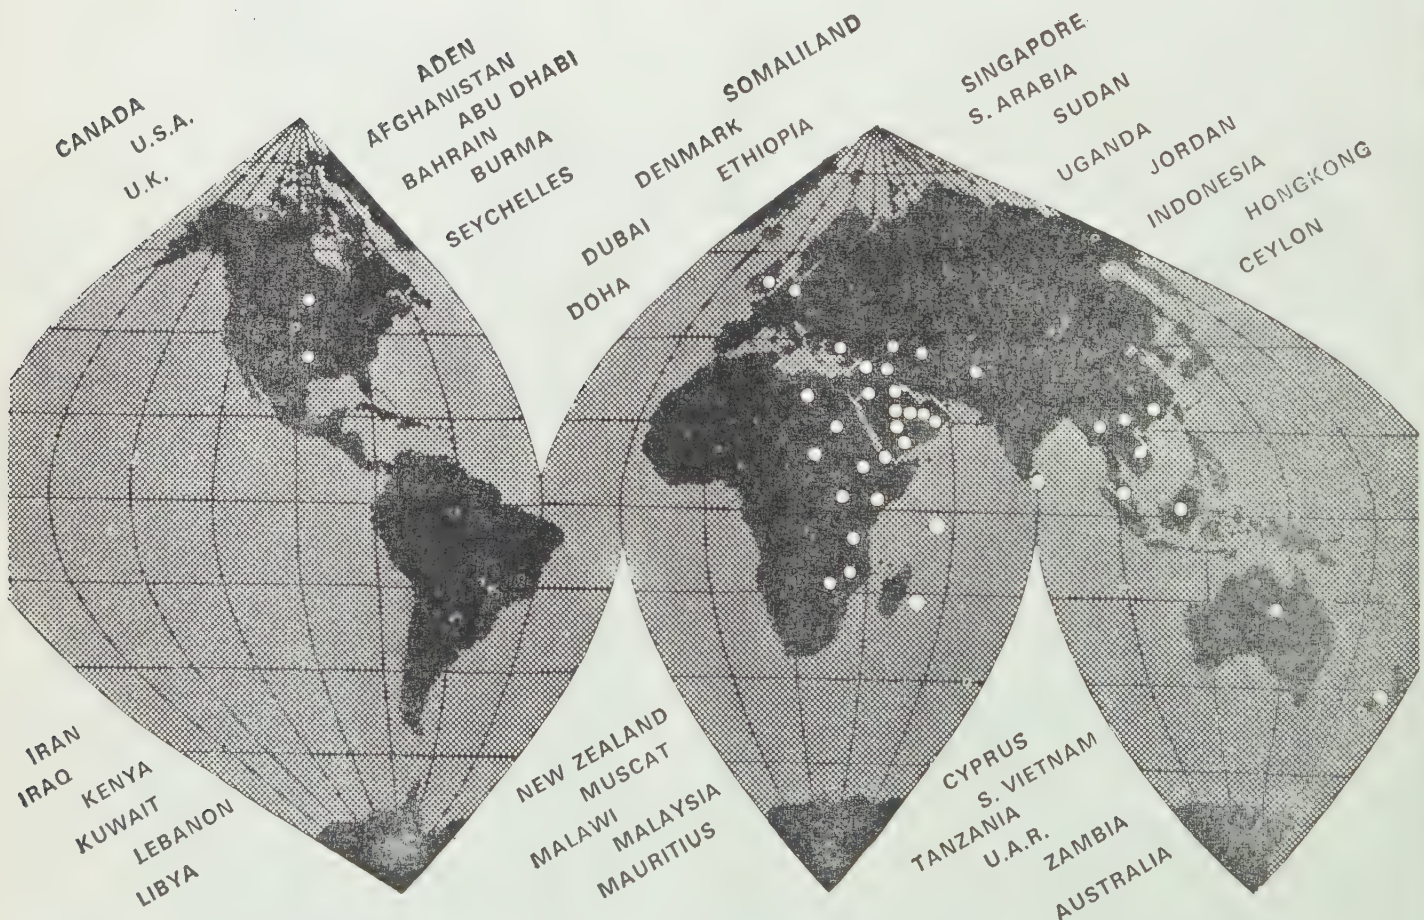 CANADA
U.S.A.
U.K.
ADEN
AFGHANISTAN
ABU DHABI
BAHRAIN
BURMA
SEYCHELLES
SOMALILAND
DENMARK
ETHIOPIA
DUBAI
DOHA
SINGAPORE
S. ARABIA
SUDAN
UGANDA
JORDAN
INDONESIA
HONGKONG
CEYLON
IRAN
IRAQ
KENYA
KUWAIT
LEBANON
LIBYA
NEW ZEALAND
MUSCAT
MALAWI
MALAYSIA
MAURITIUS
CYPRUS
S. VIETNAM
TANZANIA
U.A.R.
ZAMBIA
AUSTRALIA